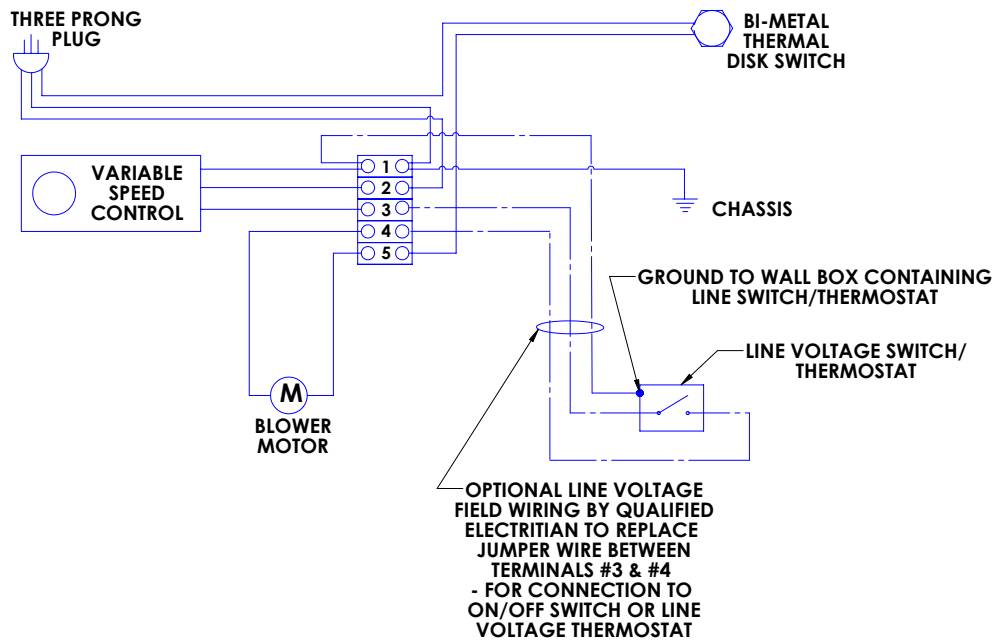 THREE PRONG
PLUG
BI-METAL
THERMAL
DISK SWITCH
VARIABLE
SPEED
CONTROL
1
2
3
4
5
CHASSIS
GROUND TO WALL BOX CONTAINING
LINE SWITCH/THERMOSTAT
LINE VOLTAGE SWITCH/
THERMOSTAT
M
BLOWER
MOTOR
OPTIONAL LINE VOLTAGE
FIELD WIRING BY QUALIFIED
ELECTRITIAN TO REPLACE
JUMPER WIRE BETWEEN
TERMINALS #3 & #4
- FOR CONNECTION TO
ON/OFF SWITCH OR LINE
VOLTAGE THERMOSTAT